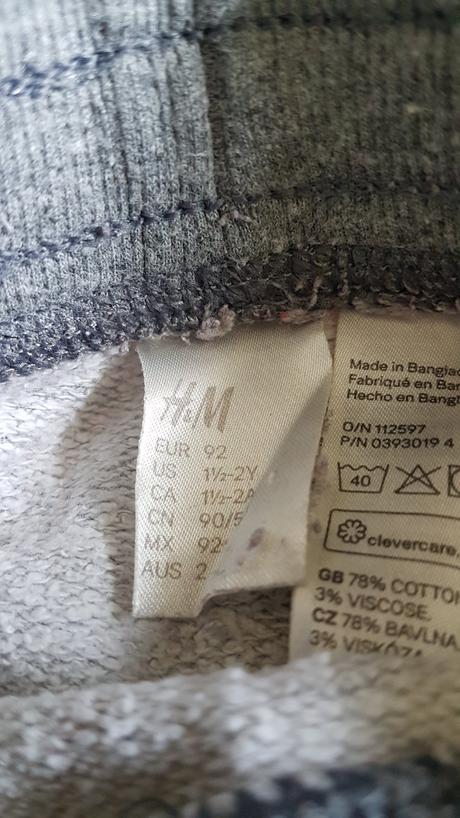 H&M
EUR 92
US 1½-2Y
CA 1½-2A
CN 90/5
MX 92
AUS 2
Made in Banglad
Fabriqué en Ban
Hecho en Bangl
O/N 112597
P/N 0393019 4
40
clevercare.
GB 78% COTTON
3% VISCOSE.
CZ 78% BAVLNA
3% VISKÓZA